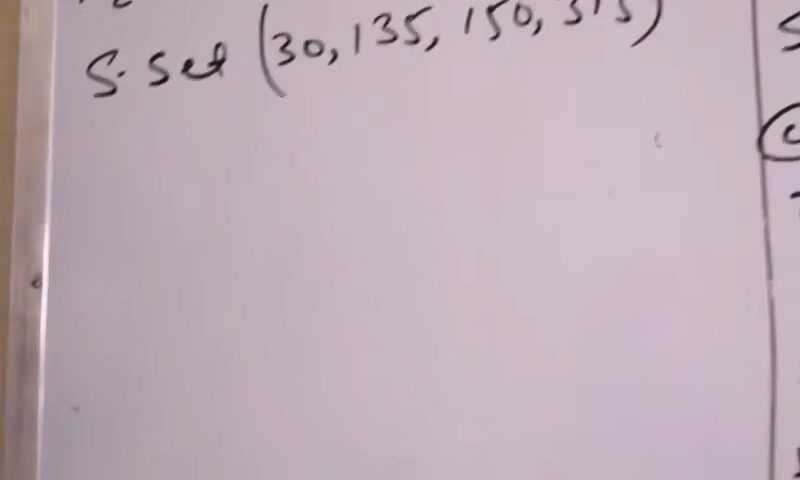 S. Set (30, 135, 150, 315)